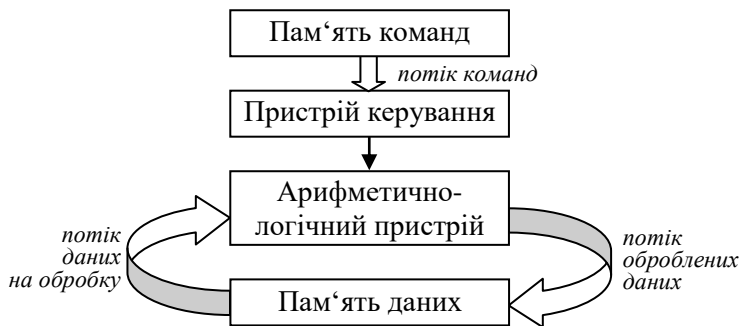 Пам‘ять команд
потік команд
Пристрій керування
Арифметично-
логічний пристрій
потік
даних
на обробку
потік
оброблених
даних
Пам‘ять даних